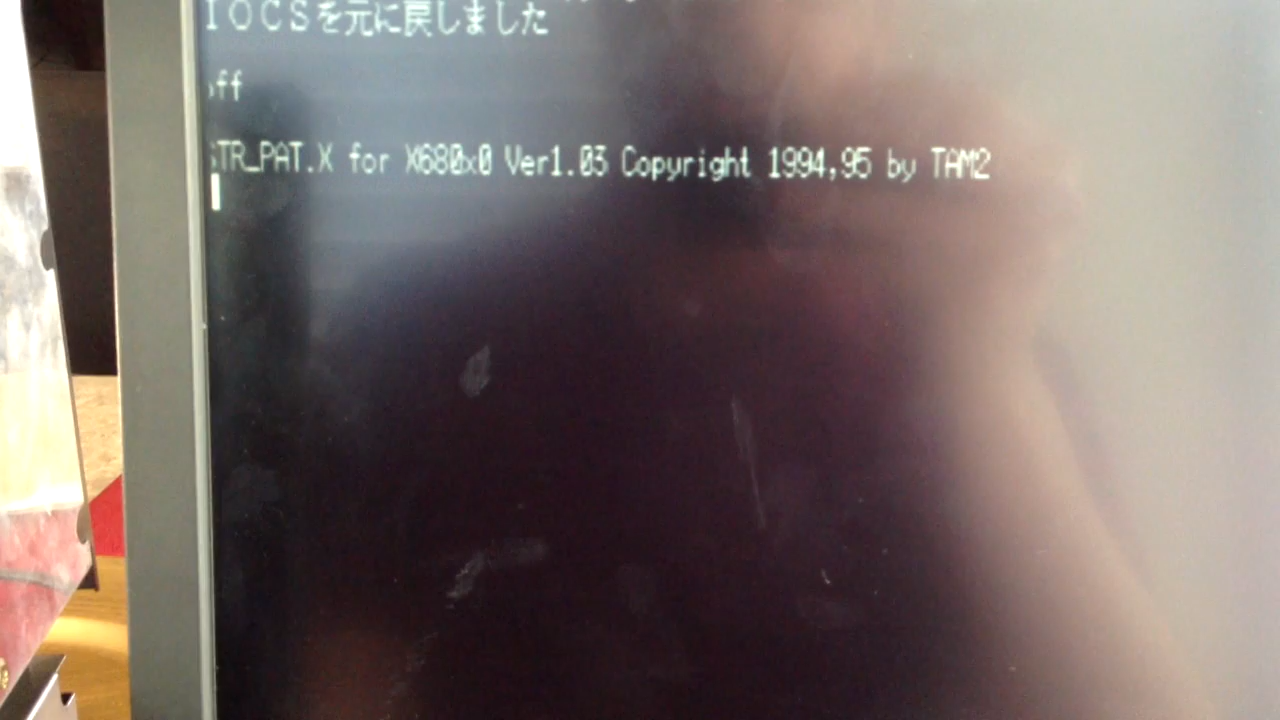 IOCSを元に戻しました
off
STR_PAT.X for X680x0 Ver1.03 Copyright 1994,95 by TAM2